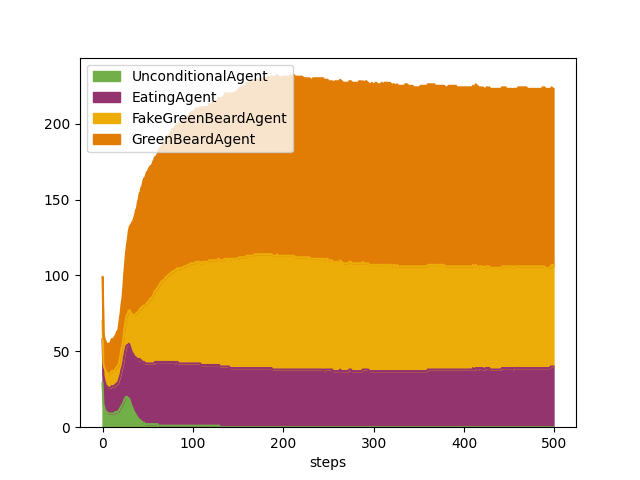 UnconditionalAgent
EatingAgent
FakeGreenBeardAgent
GreenBeardAgent
200
150
100
50
0
0 100 200 300 400 500
steps